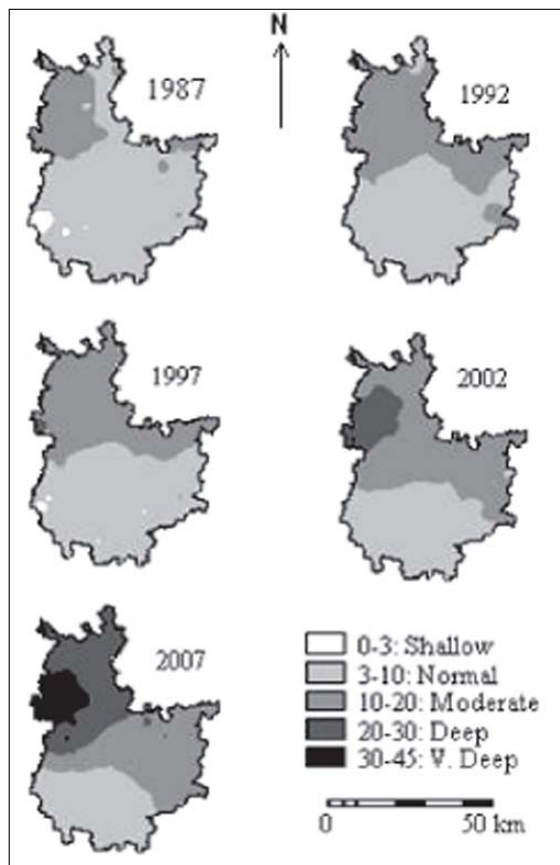 N
1987
1992
1997
2002
2007
0-3: Shallow
3-10: Normal
10-20: Moderate
20-30: Deep
30-45: V. Deep
0 50 km